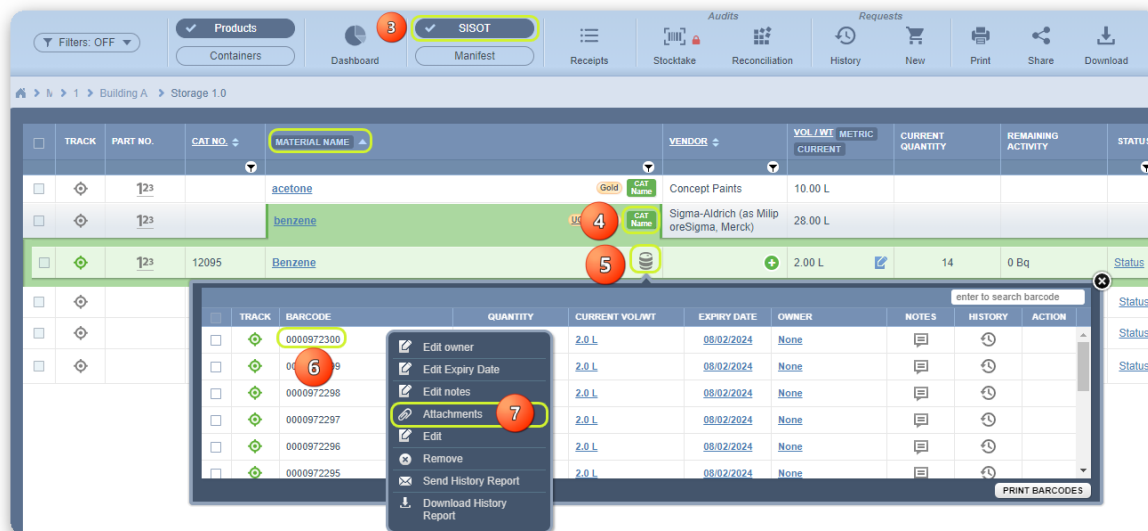 Audits
Requests
Filters: OFF
Products
Containers
Dashboard
3
SISOT
Manifest
Receipts
Stocktake
Reconciliation
History
New
Print
Share
Download
1 Building A Storage 1.0
TRACK PART NO. CAT NO. MATERIAL NAME VENDOR VOL / WT METRIC CURRENT CURRENT QUANTITY REMAINING ACTIVITY STATUS
123 acetone Gold CAT Name Concept Paints 10.00 L
123 benzene 4 CAT Name Sigma-Aldrich (as Milip
oreSigma, Merck) 28.00 L
123 12095 Benzene 5 2.00 L 14 0 Bq Status
Status
Status
Status
enter to search barcode
TRACK BARCODE QUANTITY CURRENT VOL/WT EXPIRY DATE OWNER NOTES HISTORY ACTION
0000972300 2.0 L 08/02/2024 None
6 2.0 L 08/02/2024 None
0000972298 2.0 L 08/02/2024 None
0000972297 2.0 L 08/02/2024 None
0000972296 2.0 L 08/02/2024 None
0000972295 2.0 L 08/02/2024 None
Edit owner
Edit Expiry Date
Edit notes
Attachments 7
Edit
Remove
Send History Report
Download History
Report
PRINT BARCODES